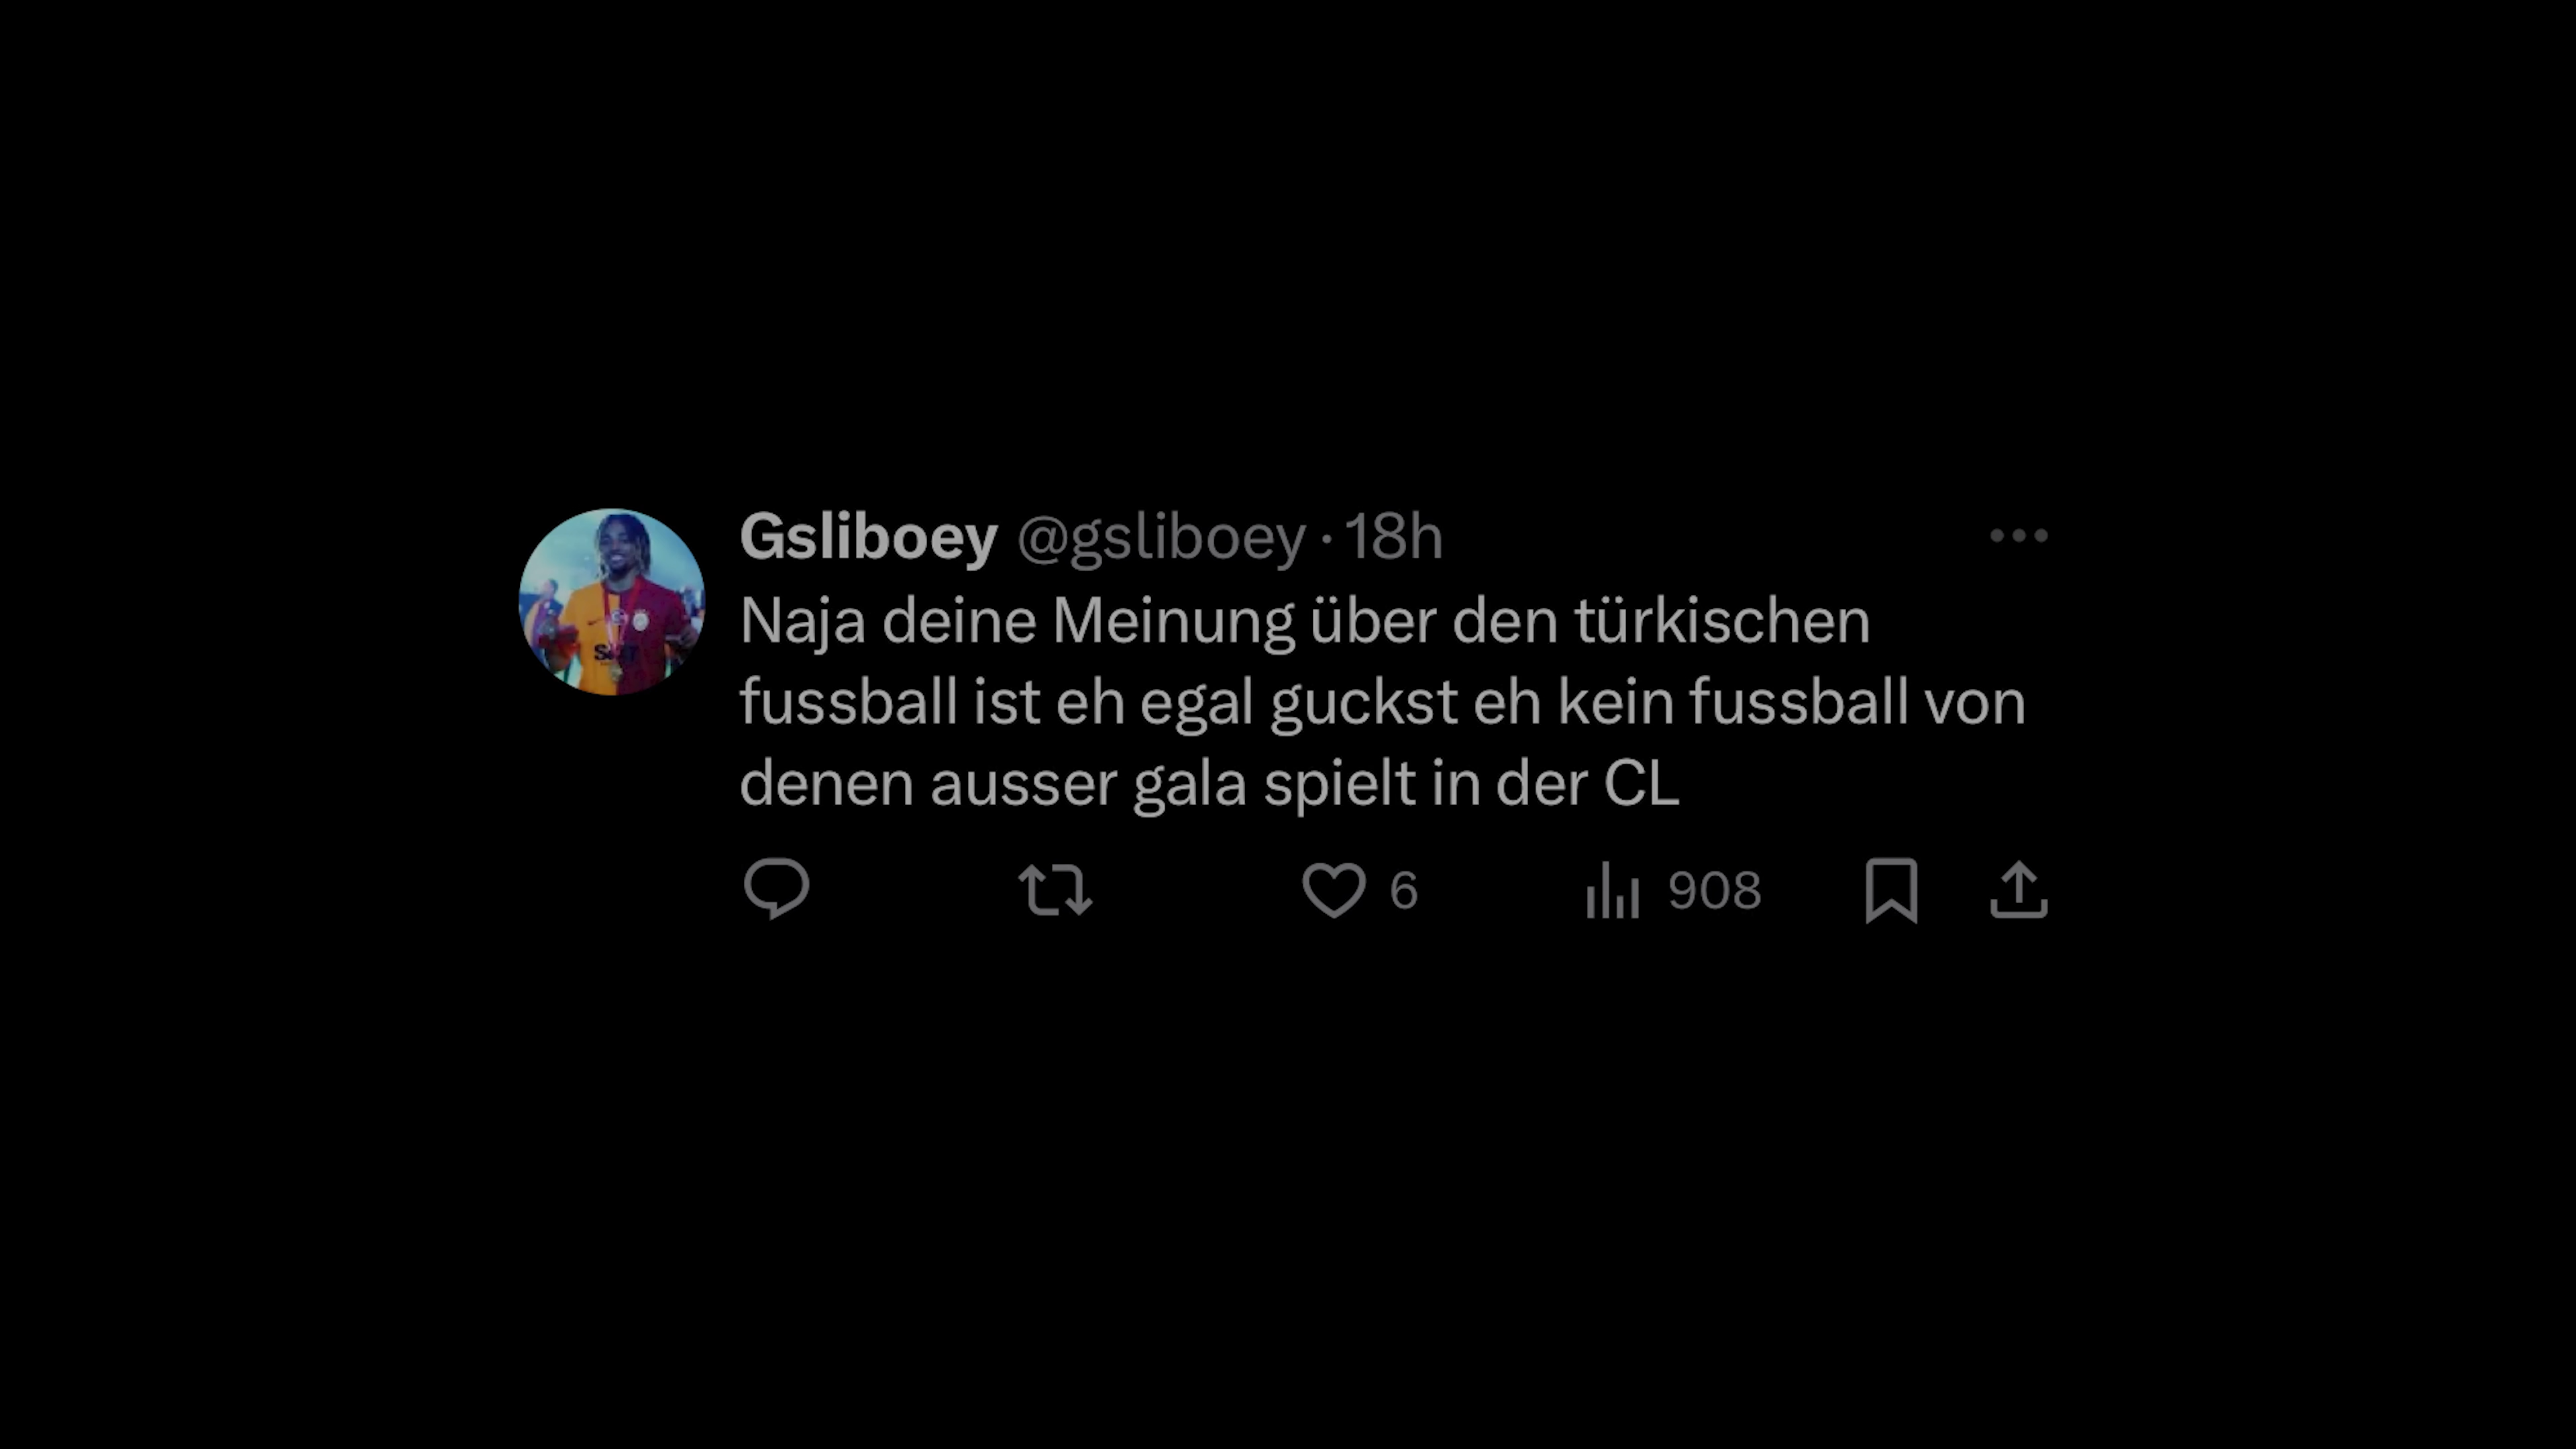 Gsliboey @gsliboey · 18h
Naja deine Meinung über den türkischen
fussball ist eh egal guckst eh kein fussball von
denen ausser gala spielt in der CL
6 908